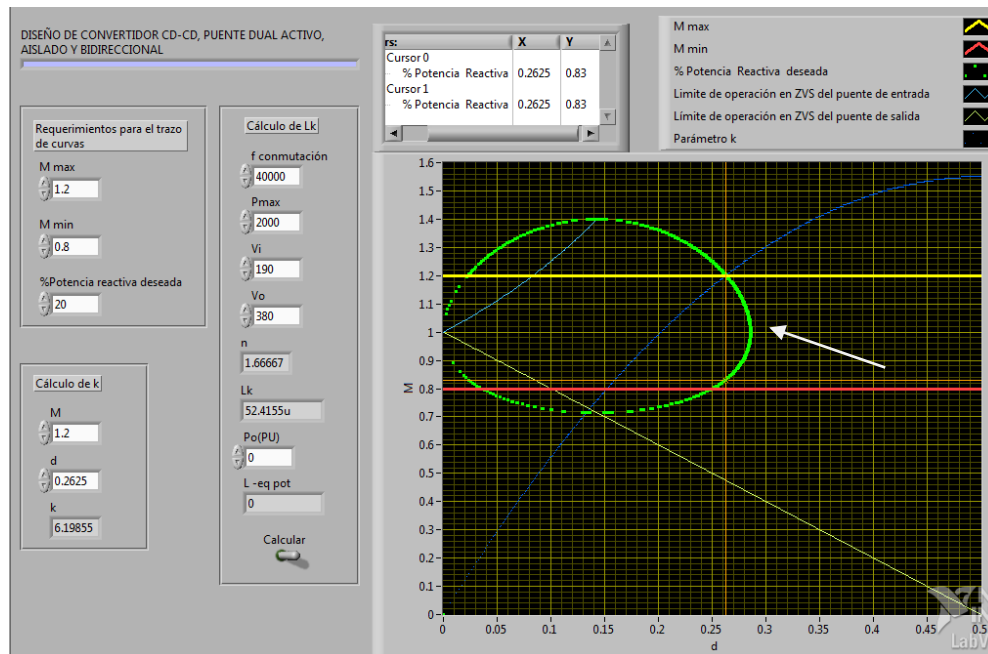 DISEÑO DE CONVERTIDOR CD-CD, PUENTE DUAL ACTIVO,
AISLADO Y BIDIRECCIONAL
Requerimientos para el trazo
de curvas
M max
1.2
M min
0.8
%Potencia reactiva deseada
20
Cálculo de k
M
1.2
d
0.2625
k
6.19855
Cálculo de Lk
f conmutación
40000
Pmax
2000
Vi
190
Vo
380
n
1.66667
Lk
52.4155u
Po(PU)
0
L -eq pot
0
Calcular
rs: X Y
Cursor 0
% Potencia Reactiva 0.2625 0.83
Cursor 1
% Potencia Reactiva 0.2625 0.83
M max
M min
% Potencia Reactiva deseada
Limite de operación en ZVS del puente de entrada
Límite de operación en ZVS del puente de salida
Parámetro k
1.6
1.5
1.4
1.3
1.2
1.1
1
0.9
0.8
0.7
0.6
0.5
0.4
0.3
0.2
0.1
0
M
0 0.05 0.1 0.15 0.2 0.25 0.3 0.35 0.4 0.45 0.5
d